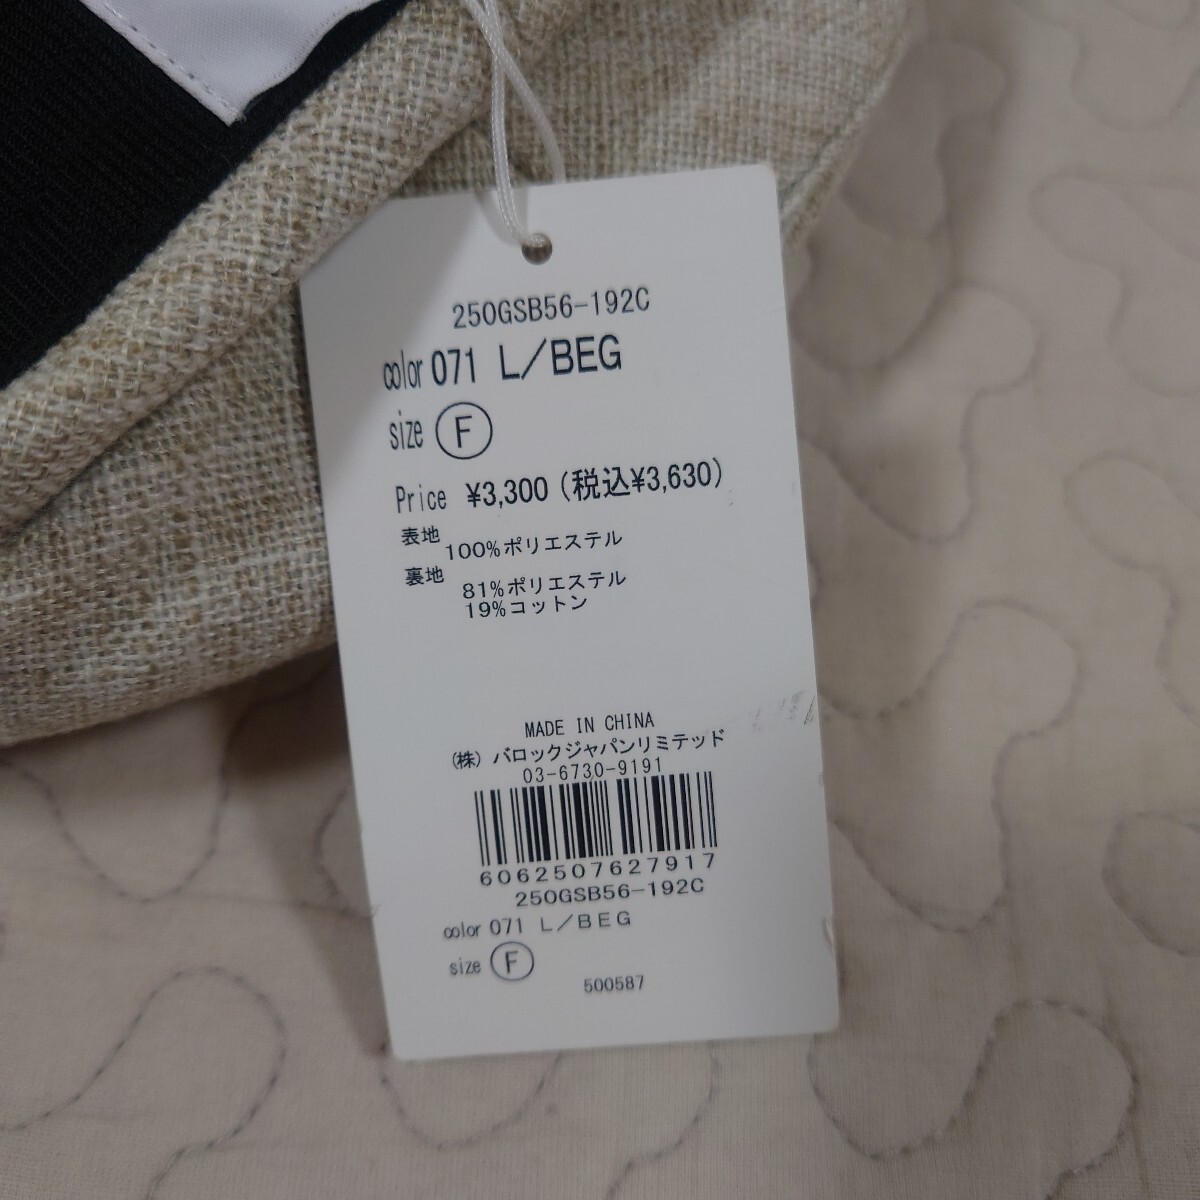 250GSB56-192C
color 071 L/BEG
size F
Price ¥3,300 (税込¥3,630)
表地
100%ポリエステル
裏地
81%ポリエステル
19%コットン
MADE IN CHINA
(株) バロックジャパンリミテッド
03-6730-9191
6062507627917
250GSB56-192C
color 071 L/BEG
size F
500587